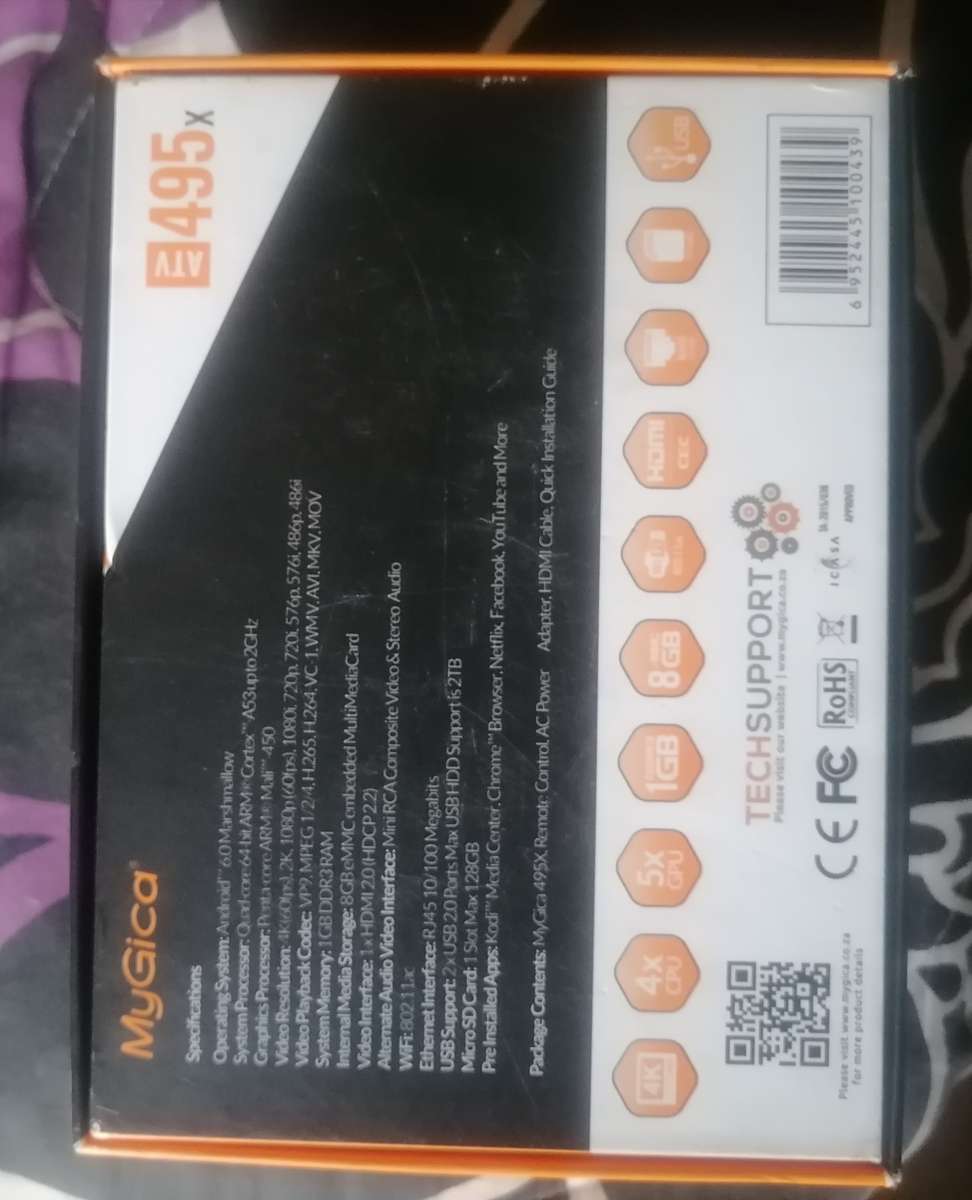 MyGica
ATV 495X
Specifications
Operating System: Android™ 6.0 Marshmallow
System Processor: Quad core 64-bit ARM® Cortex™ A53 up to 2GHz
Graphics Processor: Penta core ARM® Mali™-450
Video Resolution: 4K (60fps), 2K, 1080p (60fps), 1080i, 720p, 720i, 576p, 576i, 486p, 486i
Video Playback Codec: VP9, MPEG 1/2/4, H.265, H.264, VC-1, WMV, AVI, MKV, MOV
System Memory: 1GB DDR3 RAM
Internal Media Storage: 8GB eMMC embedded MultiMediaCard
Video Interface: 1 x HDMI 2.0 (HDCP 2.2)
Alternate Audio Video Interface: Mini RCA Composite Video & Stereo Audio
WiFi: 802.11.x
Ethernet Interface: RJ45 10/100 Megabits
USB Support: 2 x USB 2.0 Ports Max USB HDD Support is 2TB
Micro SD Card: 1 Slot Max 128GB
Pre Installed Apps: Kodi™ Media Center, Chrome™ Browser, Netflix, Facebook, YouTube and More
Package Contents: MyGica 495X, Remote Control, AC Power Adapter, HDMI Cable, Quick Installation Guide
4K
4X CPU
5X GPU
1GB
8GB
HDMI CEC
USB
TECHSUPPORT
Please visit our website | www.mygica.co.za
CE FC RoHS COMPLIANT
ICASA
APPROVED
Please visit www.mygica.co.za
for more product details
6 952445 100439